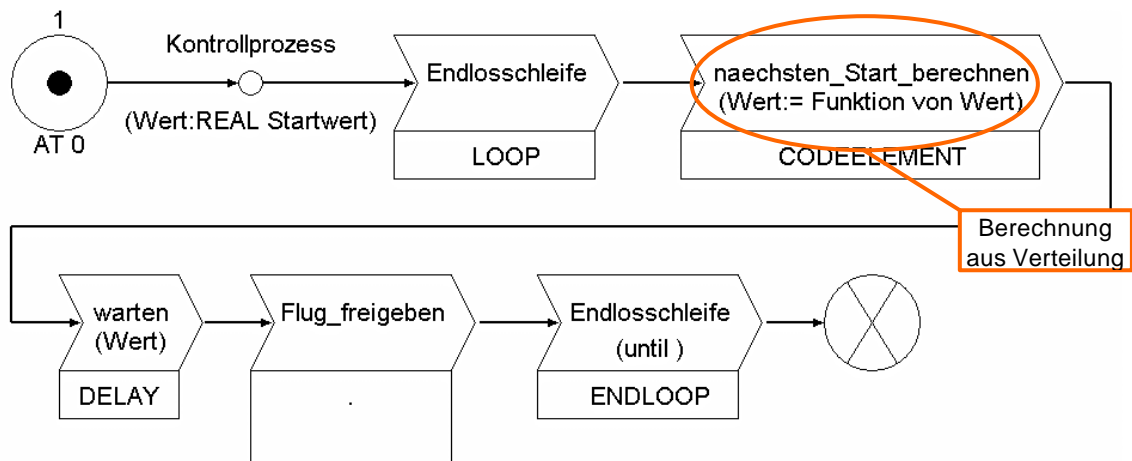 1
Kontrollprozess
(Wert:REAL Startwert)
AT 0
Endlosschleife
LOOP
naechsten_Start_berechnen
(Wert:= Funktion von Wert)
CODEELEMENT
Berechnung
aus Verteilung
warten
(Wert)
DELAY
Flug_freigeben
.
Endlosschleife
(until )
ENDLOOP